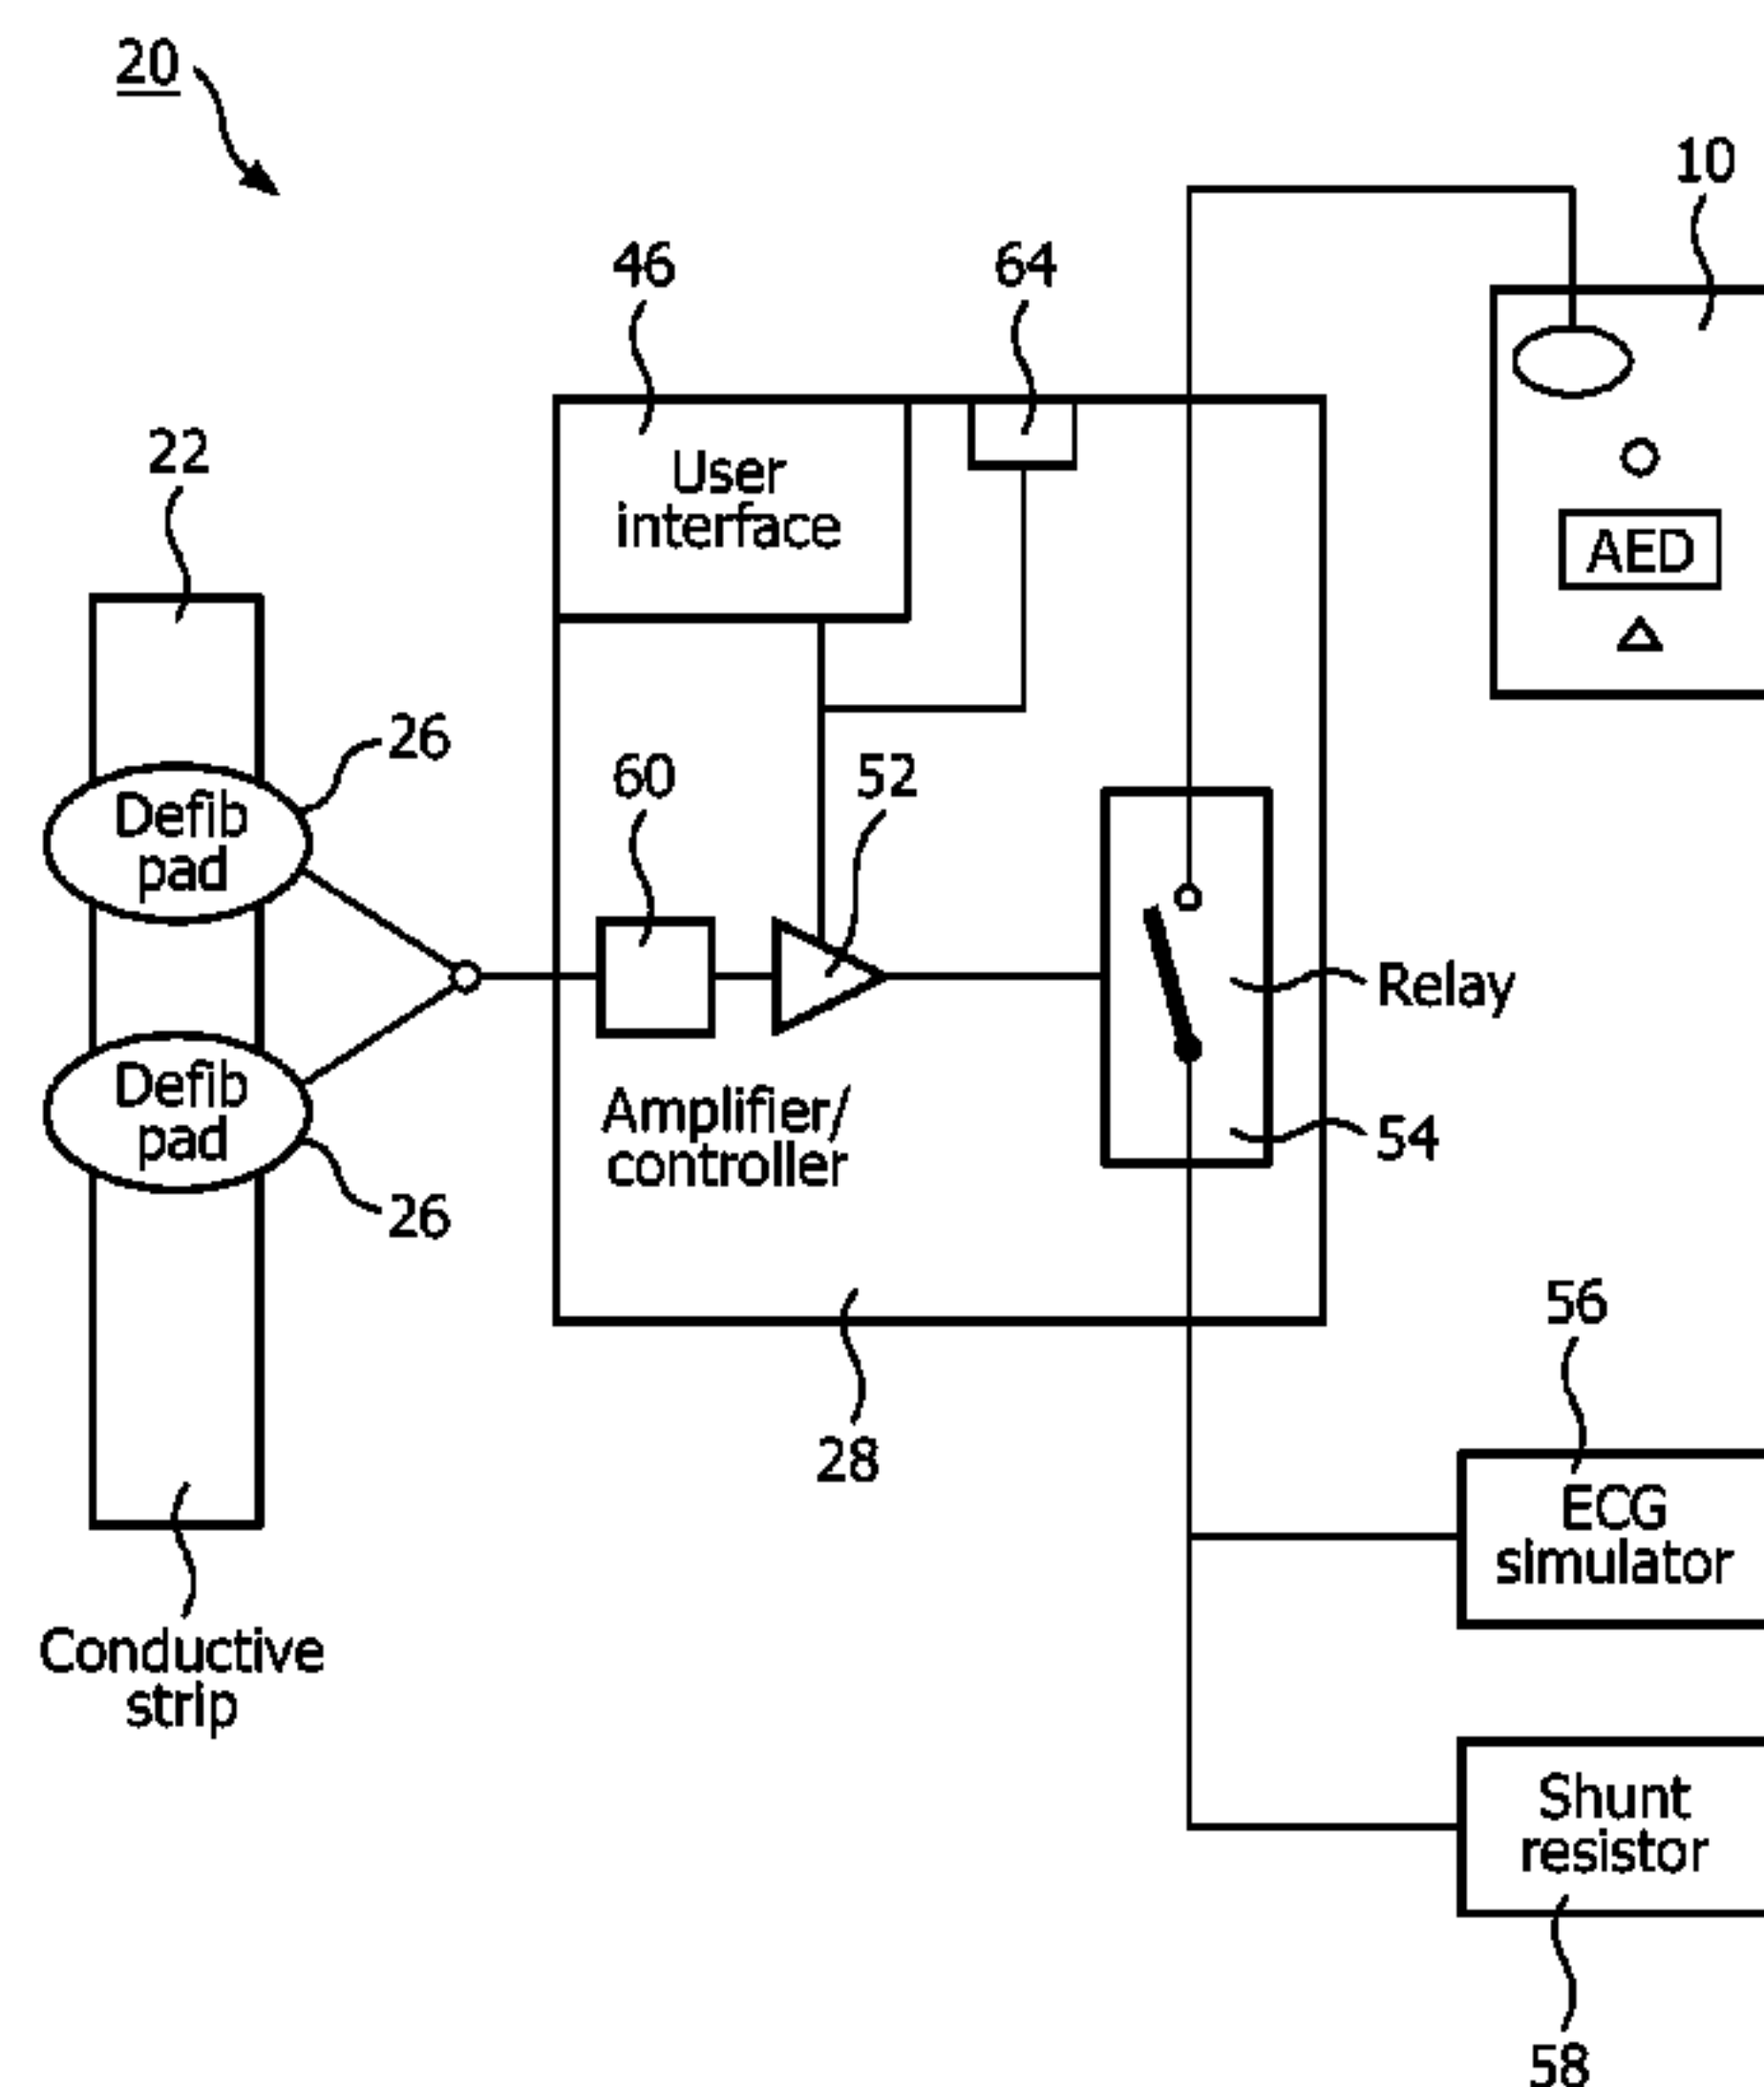 20
10
46
64
User
interface
22
AED
26
Defib
pad
60
52
Relay
Defib
pad
Amplifier/
controller
54
26
56
28
ECG
simulator
Conductive
strip
Shunt
resistor
58